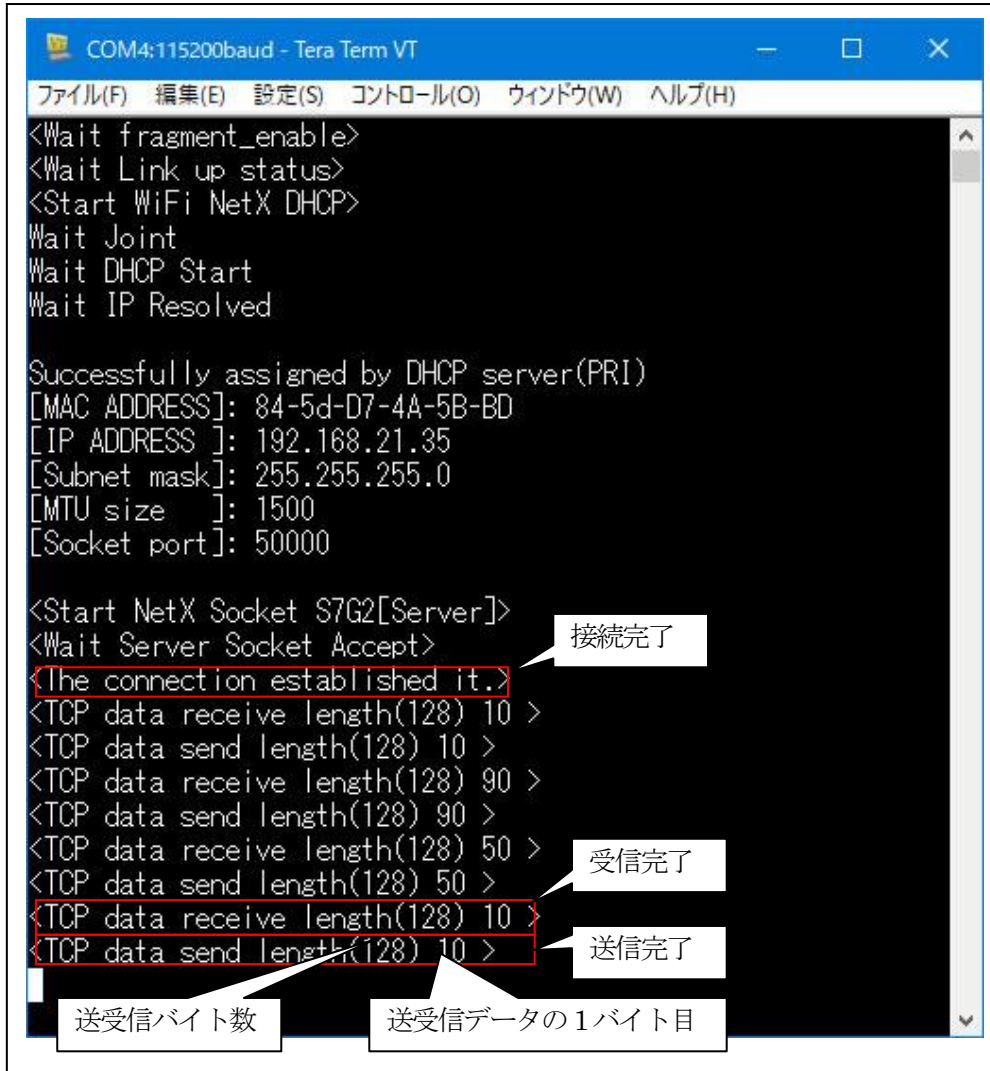 COM4:115200baud - Tera Term VT
ファイル(F) 編集(E) 設定(S) コントロール(O) ウィンドウ(W) ヘルプ(H)
<Wait fragment_enable>
<Wait Link up status>
<Start WiFi NetX DHCP>
Wait Joint
Wait DHCP Start
Wait IP Resolved
Successfully assigned by DHCP server(PRI)
[MAC ADDRESS]: 84-5d-D7-4A-5B-BD
[IP ADDRESS ]: 192.168.21.35
[Subnet mask]: 255.255.255.0
[MTU size   ]: 1500
[Socket port]: 50000
<Start NetX Socket S7G2[Server]>
<Wait Server Socket Accept>
接続完了
<The connection established it.>
<TCP data receive length(128) 10 >
<TCP data send length(128) 10 >
<TCP data receive length(128) 90 >
<TCP data send length(128) 90 >
<TCP data receive length(128) 50 >
<TCP data send length(128) 50 >
受信完了
<TCP data receive length(128) 10 >
<TCP data send length(128) 10 >
送信完了
送受信バイト数
送受信データの１バイト目